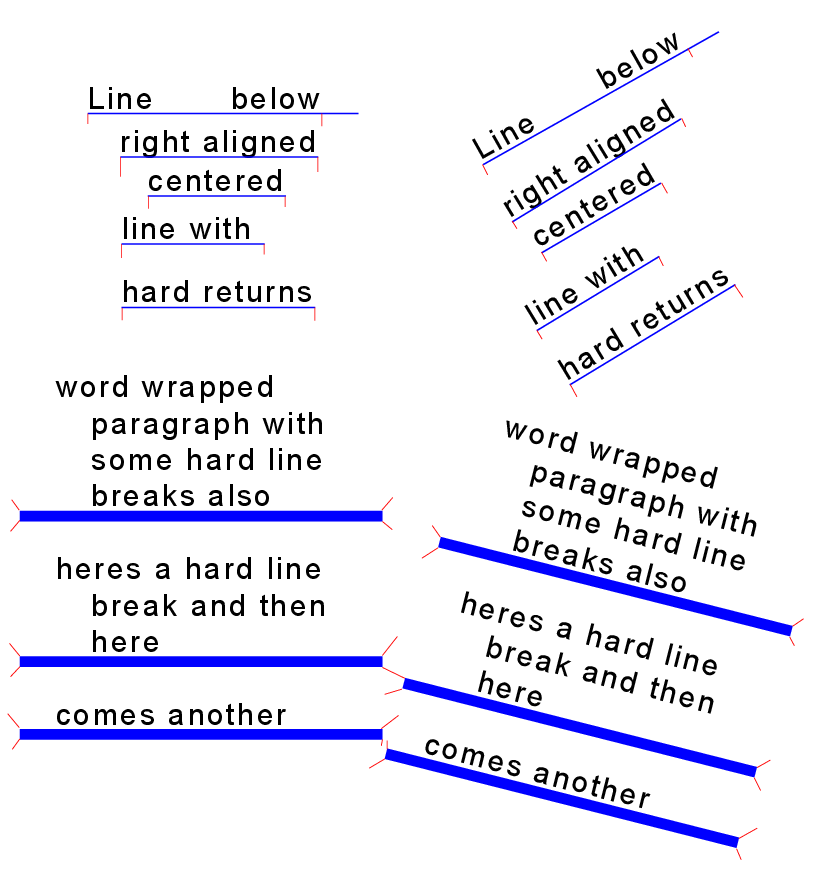 Line below
right aligned
centered
line with
hard returns
word wrapped
paragraph with
some hard line
breaks also
heres a hard line
break and then
here
comes another
Line below
right aligned
centered
line with
hard returns
word wrapped
paragraph with
some hard line
breaks also
heres a hard line
break and then
here
comes another